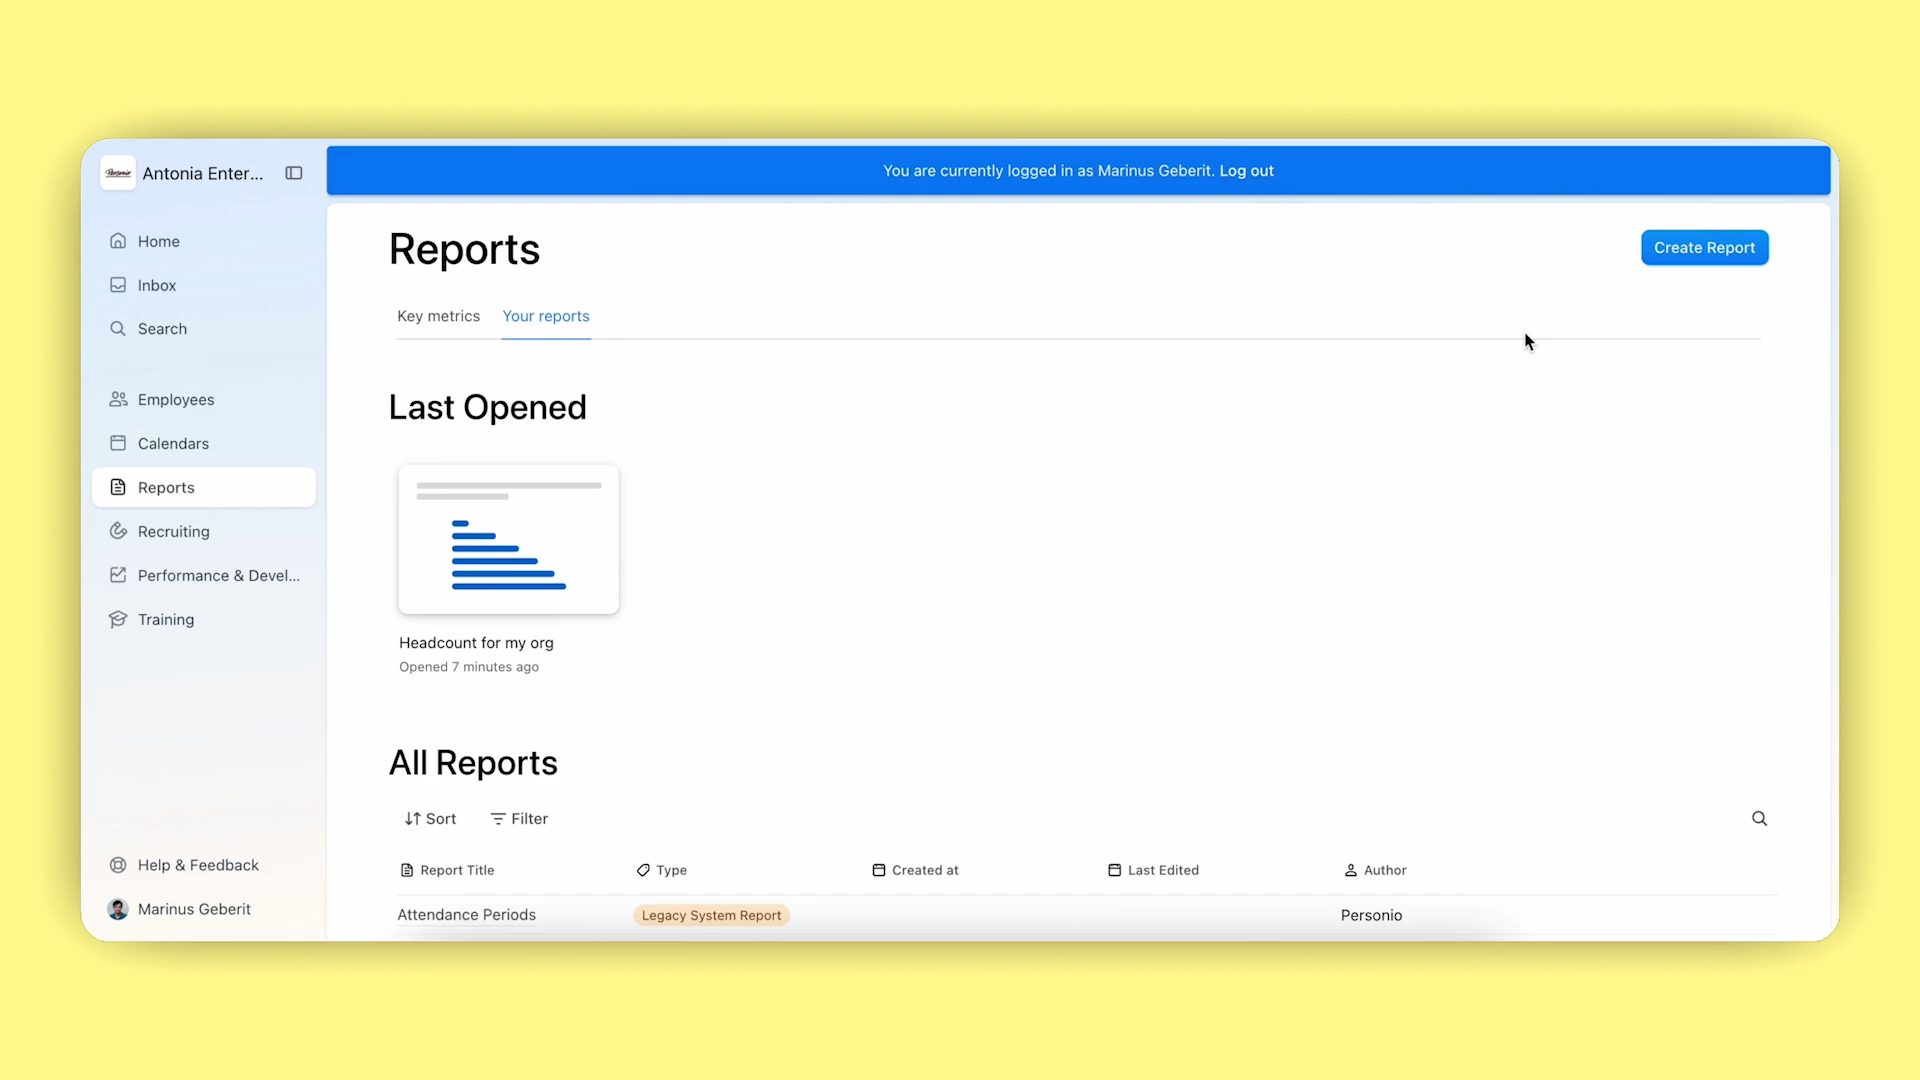 Personio
Antonia Enter...
You are currently logged in as Marinus Geberit. Log out
Home
Inbox
Search
Employees
Calendars
Reports
Recruiting
Performance & Devel...
Training
Help & Feedback
Marinus Geberit
Reports
Create Report
Key metrics
Your reports
Last Opened
Headcount for my org
Opened 7 minutes ago
All Reports
Sort
Filter
Report Title Type Created at Last Edited Author
Attendance Periods Legacy System Report Personio